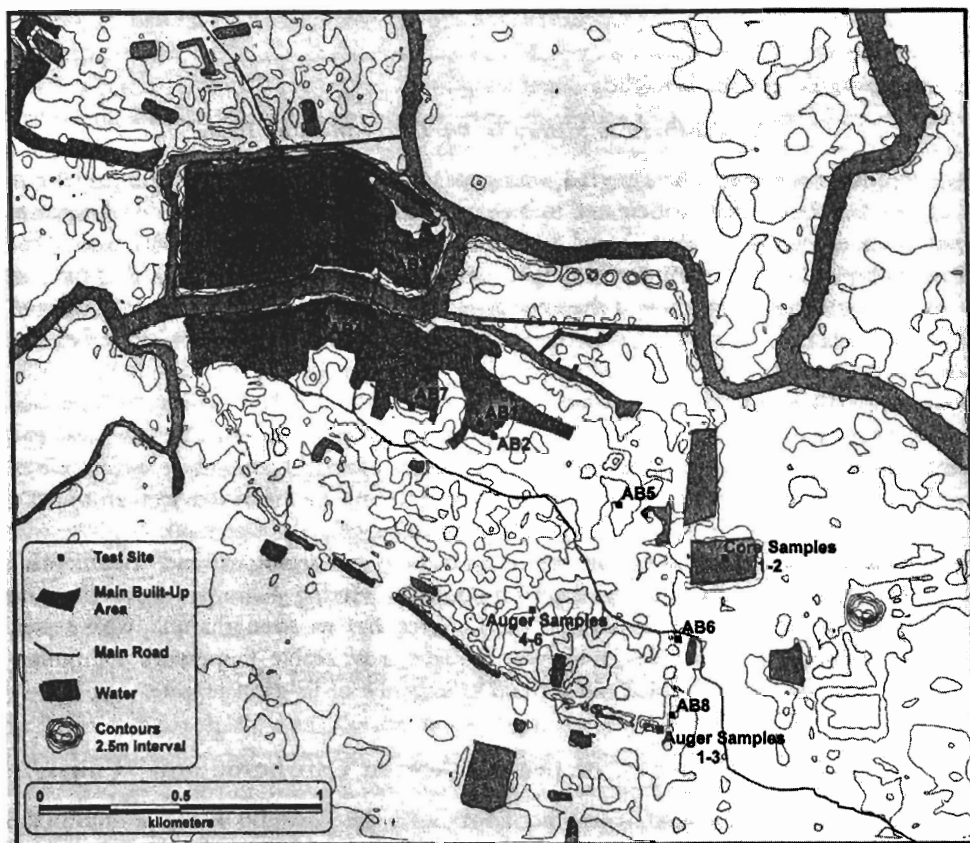 AB7
AB1
AB2
AB5
Core Samples
1-2
Auger Samples
4-6
AB6
AB8
Auger Samples
1-3
Test Site
Main Built-Up
Area
Main Road
Water
Contours
2.5m interval
0
0.5
1
kilometers